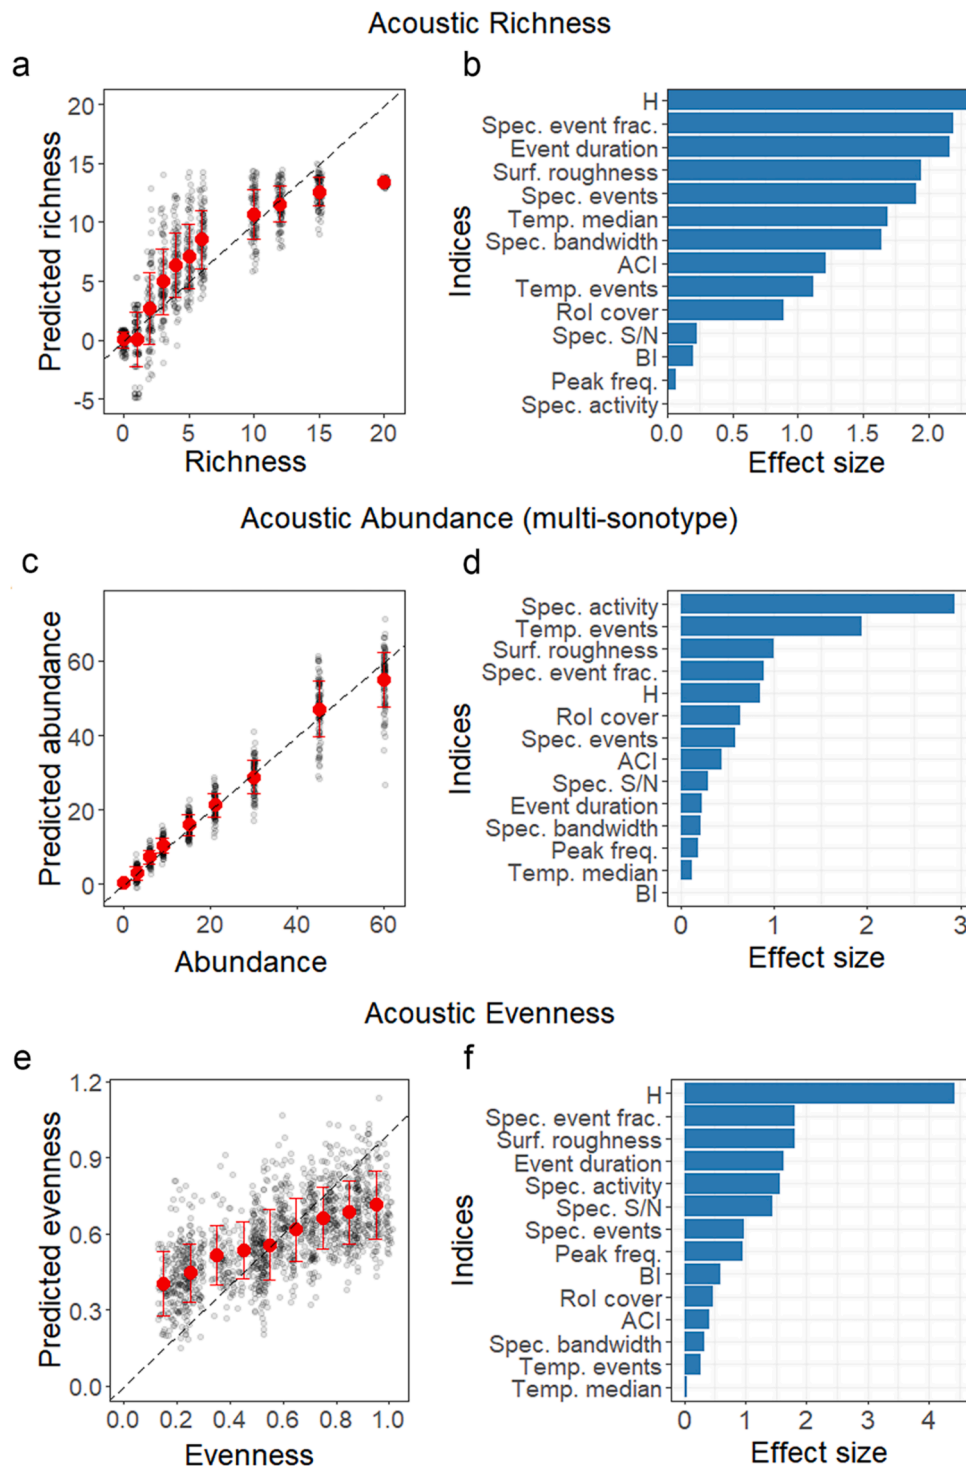 Acoustic Richness
a
b
Predicted richness
20
15
10
5
0
-5
0
5
10
15
20
Richness
Indices
H
Spec. event frac.
Event duration
Surf. roughness
Spec. events
Temp. median
Spec. bandwidth
ACI
Temp. events
RoI cover
Spec. S/N
BI
Peak freq.
Spec. activity
0.0
0.5
1.0
1.5
2.0
Effect size
Acoustic Abundance (multi-sonotype)
c
d
Predicted abundance
60
40
20
0
0
20
40
60
Abundance
Indices
Spec. activity
Temp. events
Surf. roughness
Spec. event frac.
H
RoI cover
Spec. events
ACI
Spec. S/N
Event duration
Spec. bandwidth
Peak freq.
Temp. median
BI
0
1
2
3
Effect size
Acoustic Evenness
e
f
Predicted evenness
1.2
0.9
0.6
0.3
0.0
0.0
0.2
0.4
0.6
0.8
1.0
Evenness
Indices
H
Spec. event frac.
Surf. roughness
Event duration
Spec. activity
Spec. S/N
Spec. events
Peak freq.
BI
RoI cover
ACI
Spec. bandwidth
Temp. events
Temp. median
0
1
2
3
4
Effect size